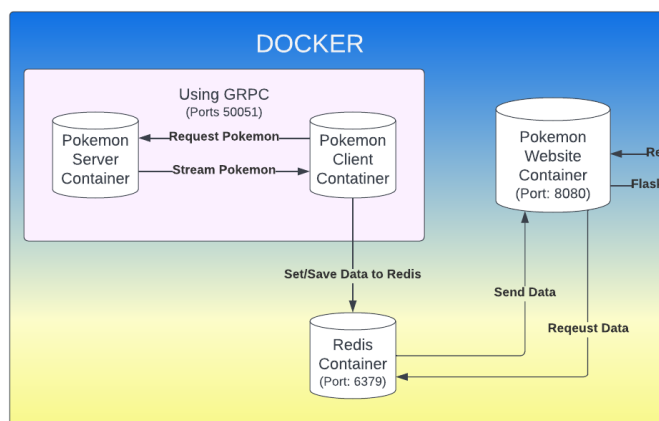 DOCKER
Using GRPC
(Ports 50051)
Pokemon
Server
Container
Request Pokemon
Stream Pokemon
Pokemon
Client
Contatiner
Pokemon
Website
Container
(Port: 8080)
Set/Save Data to Redis
Send Data
Reqeust Data
Redis
Container
(Port: 6379)